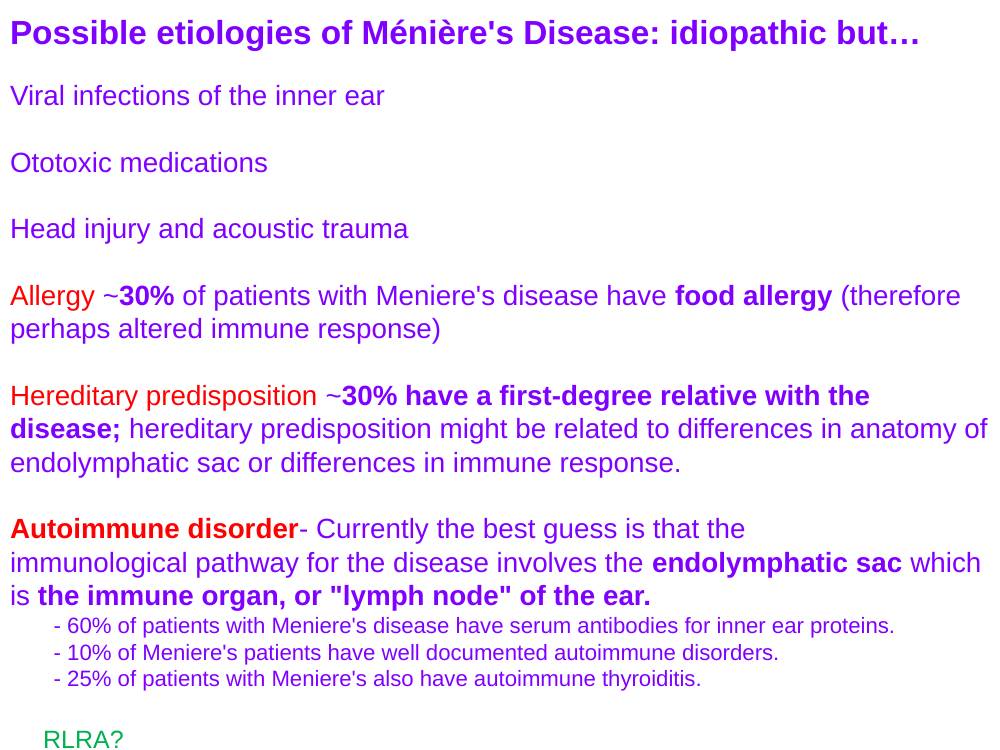 Possible etiologies of Ménière's Disease: idiopathic but…
Viral infections of the inner ear
Ototoxic medications
Head injury and acoustic trauma
Allergy ~30% of patients with Meniere's disease have food allergy (therefore
perhaps altered immune response)
Hereditary predisposition ~30% have a first-degree relative with the
disease; hereditary predisposition might be related to differences in anatomy of
endolymphatic sac or differences in immune response.
Autoimmune disorder- Currently the best guess is that the
immunological pathway for the disease involves the endolymphatic sac which
is the immune organ, or "lymph node" of the ear.
- 60% of patients with Meniere's disease have serum antibodies for inner ear proteins.
- 10% of Meniere's patients have well documented autoimmune disorders.
- 25% of patients with Meniere's also have autoimmune thyroiditis.
RLRA?